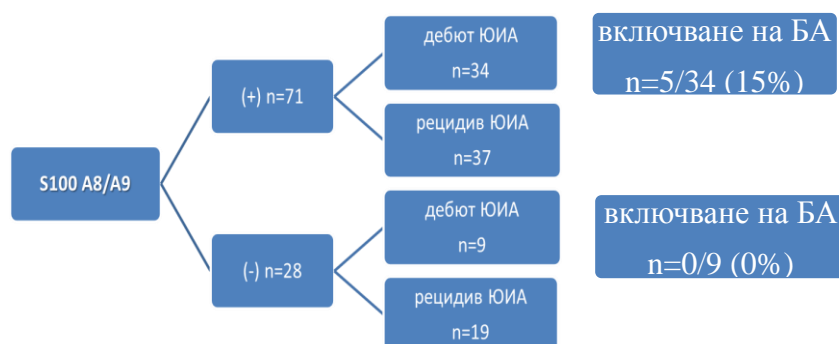 S100 A8/A9
(+) n=71
дебют ЮИА
n=34
включване на БА
n=5/34 (15%)
рецидив ЮИА
n=37
(-) n=28
дебют ЮИА
n=9
включване на БА
n=0/9 (0%)
рецидив ЮИА
n=19